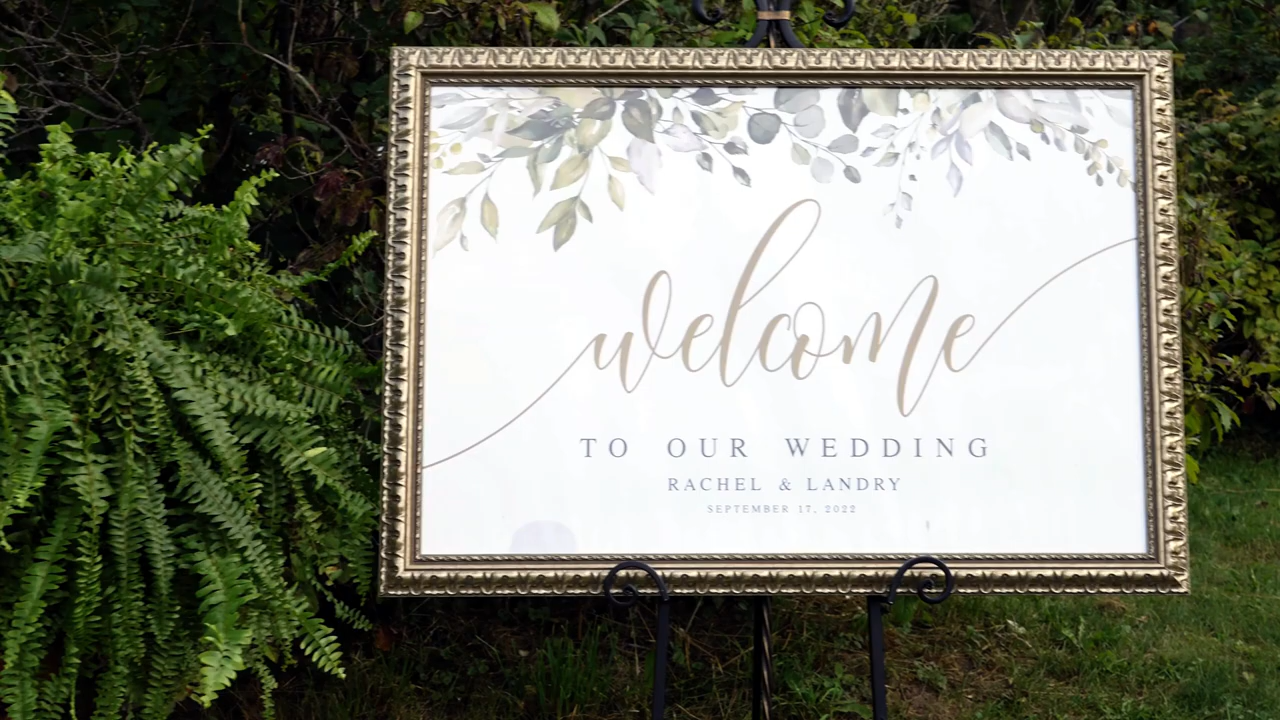 welcome
TO OUR WEDDING
RACHEL & LANDRY
SEPTEMBER 17, 2022